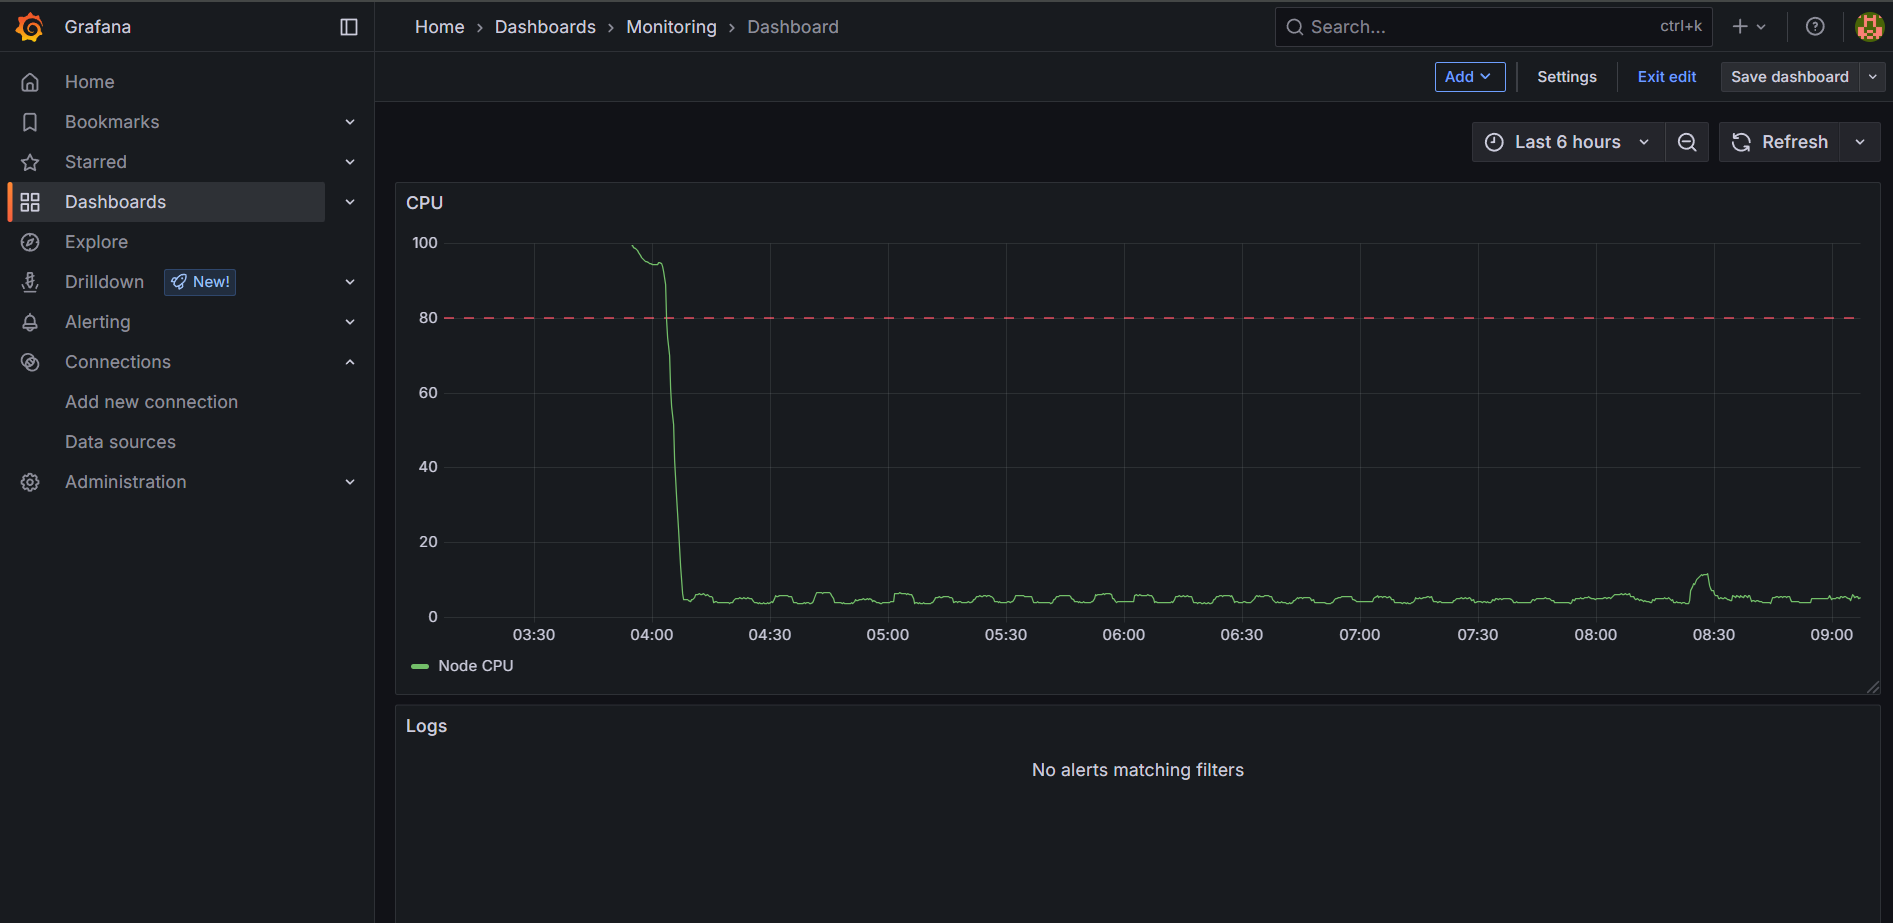 Grafana
Home › Dashboards › Monitoring › Dashboard
Search... ctrl+k
Add Settings Exit edit Save dashboard
Home
Bookmarks
Starred
Dashboards
Explore
Drilldown New!
Alerting
Connections
Add new connection
Data sources
Administration
Last 6 hours Refresh
CPU
100
80
60
40
20
0
03:30 04:00 04:30 05:00 05:30 06:00 06:30 07:00 07:30 08:00 08:30 09:00
Node CPU
Logs
No alerts matching filters